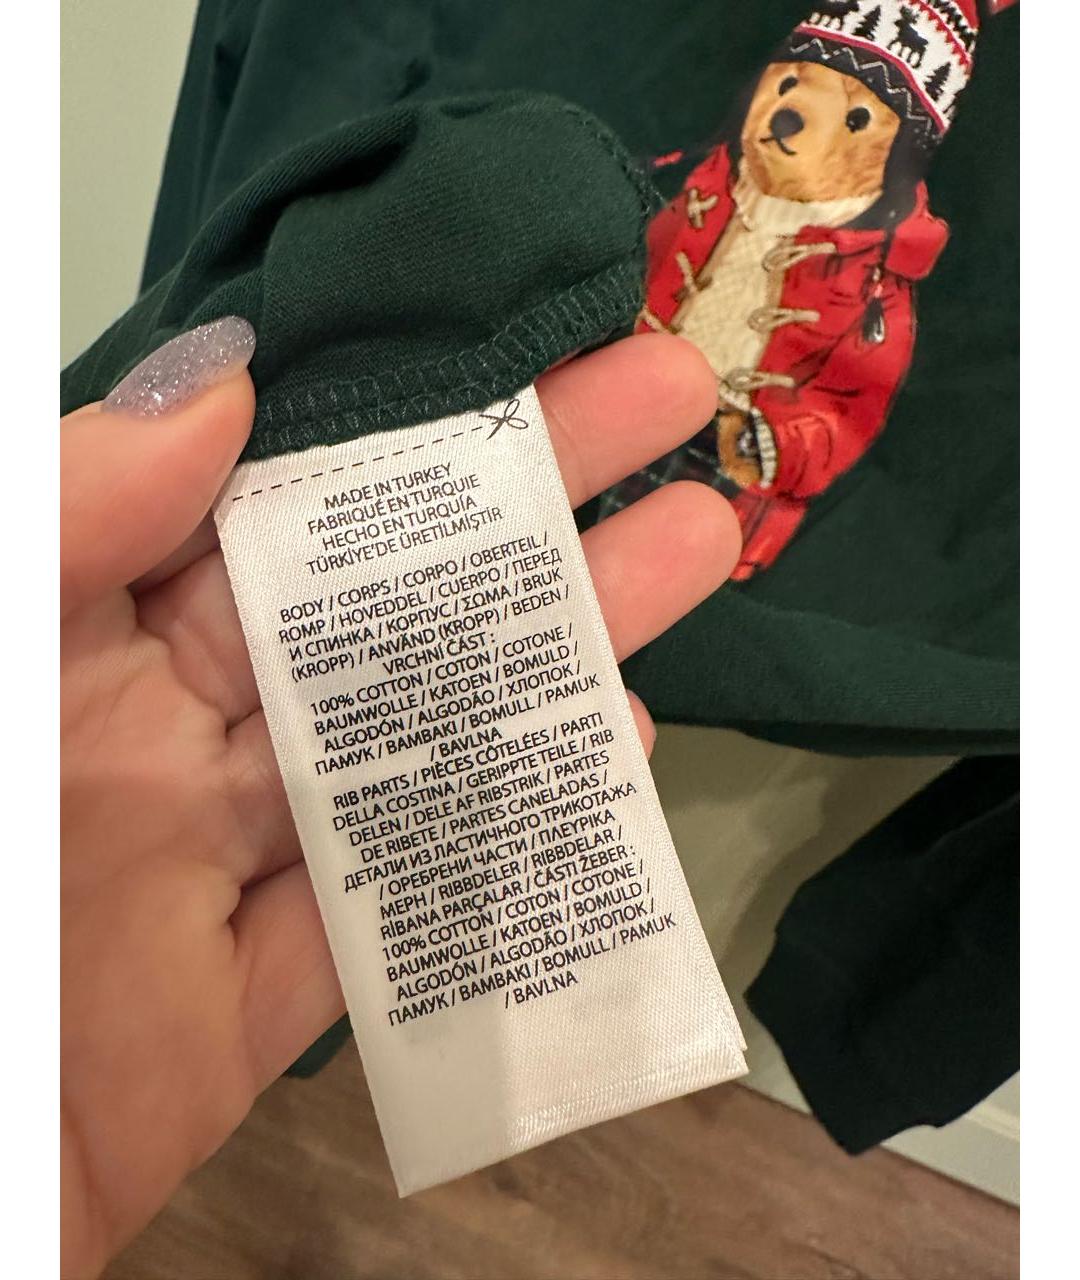 MADE IN TURKEY
FABRIQUÉ EN TURQUIE
HECHO EN TURQUÍA
TÜRKİYE'DE ÜRETİLMİŞTİR
BODY / CORPS / CORPO / OBERTEIL /
ROMP / HOVEDDEL / CUERPO / ПЕРЕД
И СПИНКА / КОРПУС / ΣΩΜΑ / BRUK
(KROPP) / ANVÄND (KROPP) / BEDEN /
VRCHNÍ ČÁST :
100% COTTON / COTON / COTONE /
BAUMWOLLE / KATOEN / BOMULD /
ALGODÓN / ALGODÃO / ХЛОПОК /
ПАМУК / BAMBAKI / BOMULL / PAMUK
/ BAVLNA
RIB PARTS / PIÈCES CÔTELÉES / PARTI
DELLA COSTINA / GERIPPTE TEILE / RIB
DELEN / DELE AF RIBSTRIK / PARTES
DE RIBETE / PARTES CANELADAS /
ДЕТАЛИ ИЗ ЛАСТИЧНОГО ТРИКОТАЖА
/ ОРЕБРЕНИ ЧАСТИ / ΠΛΕΥΡΙΚΑ
ΜΕΡΗ / RIBBDELER / RIBBDELAR /
RİBANA PARÇALAR / ČÁSTI ŽEBER :
100% COTTON / COTON / COTONE /
BAUMWOLLE / KATOEN / BOMULD /
ALGODÓN / ALGODÃO / ХЛОПОК /
ПАМУК / BAMBAKI / BOMULL / PAMUK
/ BAVLNA